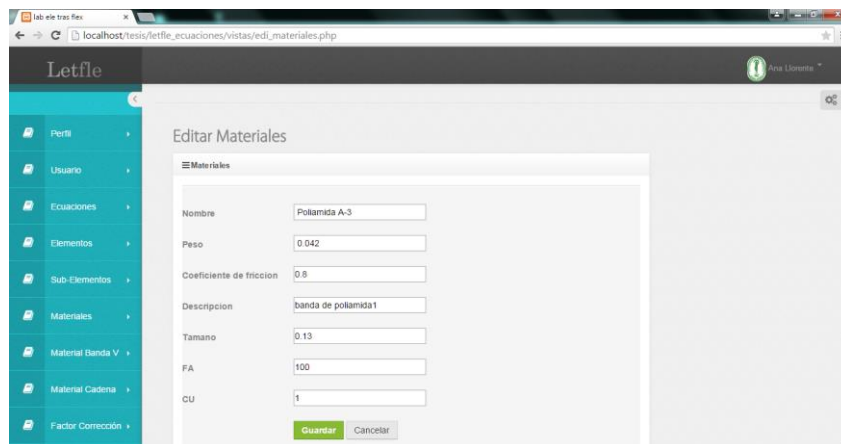 lab ele tras flex
localhost/tesis/letfle_ecuaciones/vistas/edi_materiales.php
Letfle
Ana Llorente
Perfil
Usuario
Ecuaciones
Elementos
Sub-Elementos
Materiales
Material Banda V
Material Cadena
Factor Corrección
Editar Materiales
Materiales
Nombre
Poliamida A-3
Peso
0.042
Coeficiente de friccion
0.8
Descripcion
banda de poliamida1
Tamano
0.13
FA
100
CU
1
Guardar
Cancelar